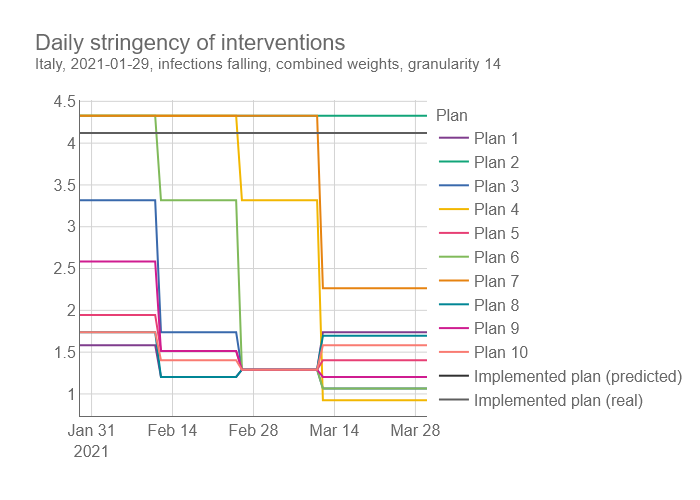 Daily stringency of interventions
Italy, 2021-01-29, infections falling, combined weights, granularity 14
4.5
4
3.5
3
2.5
2
1.5
1
Jan 31
2021
Feb 14
Feb 28
Mar 14
Mar 28
Plan
Plan 1
Plan 2
Plan 3
Plan 4
Plan 5
Plan 6
Plan 7
Plan 8
Plan 9
Plan 10
Implemented plan (predicted)
Implemented plan (real)